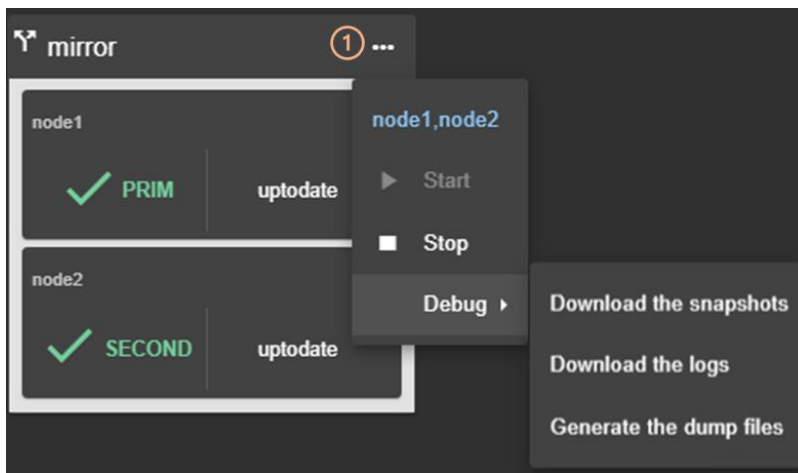 mirror
1
node1
PRIM
uptodate
node2
SECOND
uptodate
node1,node2
Start
Stop
Debug
Download the snapshots
Download the logs
Generate the dump files